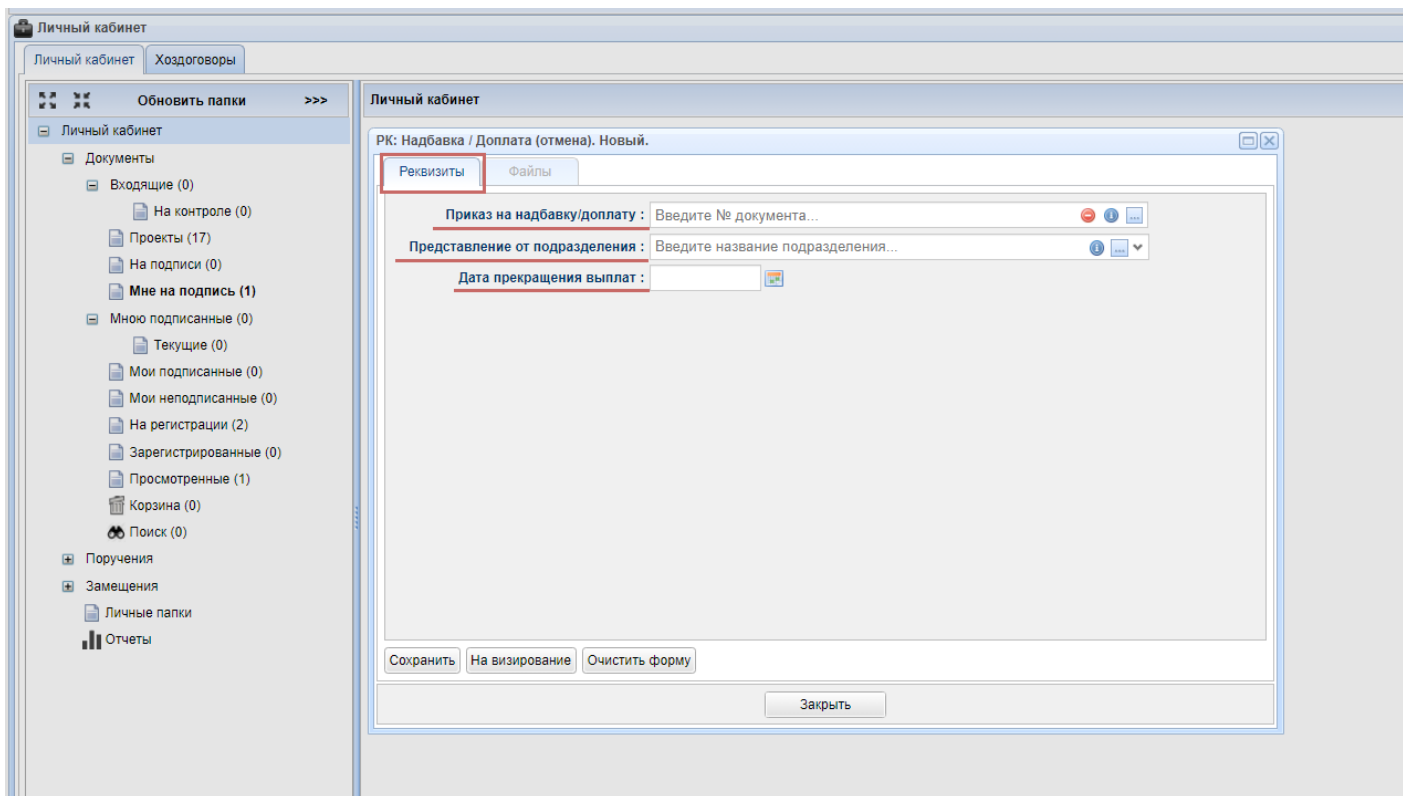 Личный кабинет
Личный кабинет
Хоздоговоры
Обновить папки >>>
Личный кабинет
Документы
Входящие (0)
На контроле (0)
Проекты (17)
На подписи (0)
Мне на подпись (1)
Мною подписанные (0)
Текущие (0)
Мои подписанные (0)
Мои неподписанные (0)
На регистрации (2)
Зарегистрированные (0)
Просмотренные (1)
Корзина (0)
Поиск (0)
Поручения
Замещения
Личные папки
Отчеты
Личный кабинет
РК: Надбавка / Доплата (отмена). Новый.
Реквизиты
Файлы
Приказ на надбавку/доплату : Введите № документа...
Представление от подразделения : Введите название подразделения...
Дата прекращения выплат :
Сохранить
На визирование
Очистить форму
Закрыть